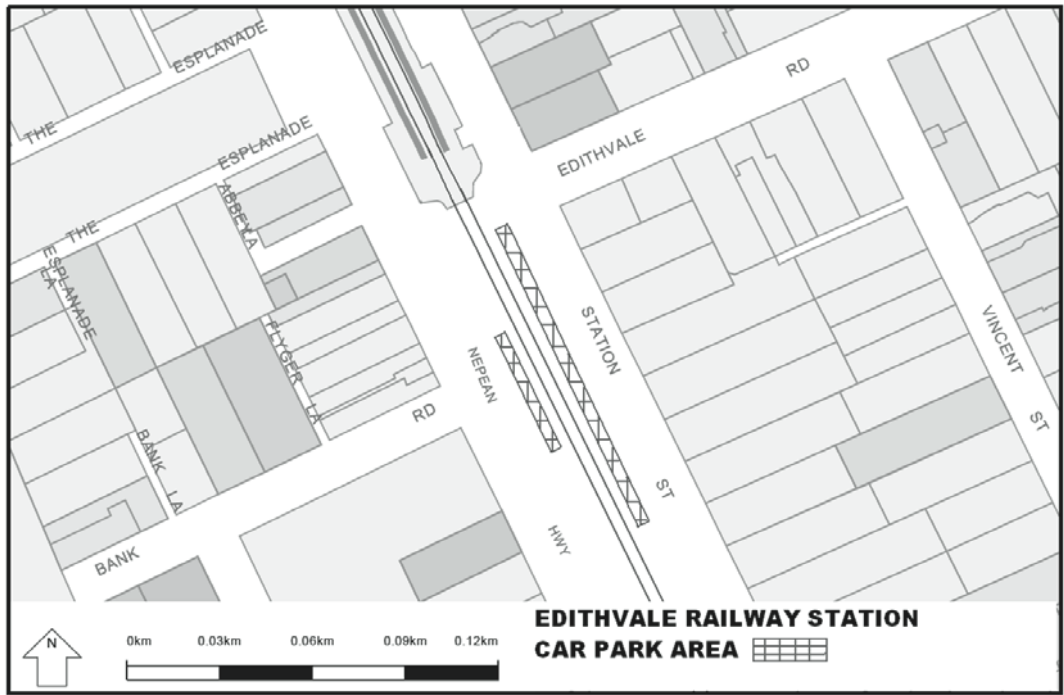 THE ESPLANADE
THE ESPLANADE
ABBEY LA
ESPLANADE LA
FLYGER LA
BANK LA
BANK RD
NEPEAN HWY
STATION ST
EDITHVALE RD
VINCENT ST
N
0km 0.03km 0.06km 0.09km 0.12km
EDITHVALE RAILWAY STATION
CAR PARK AREA